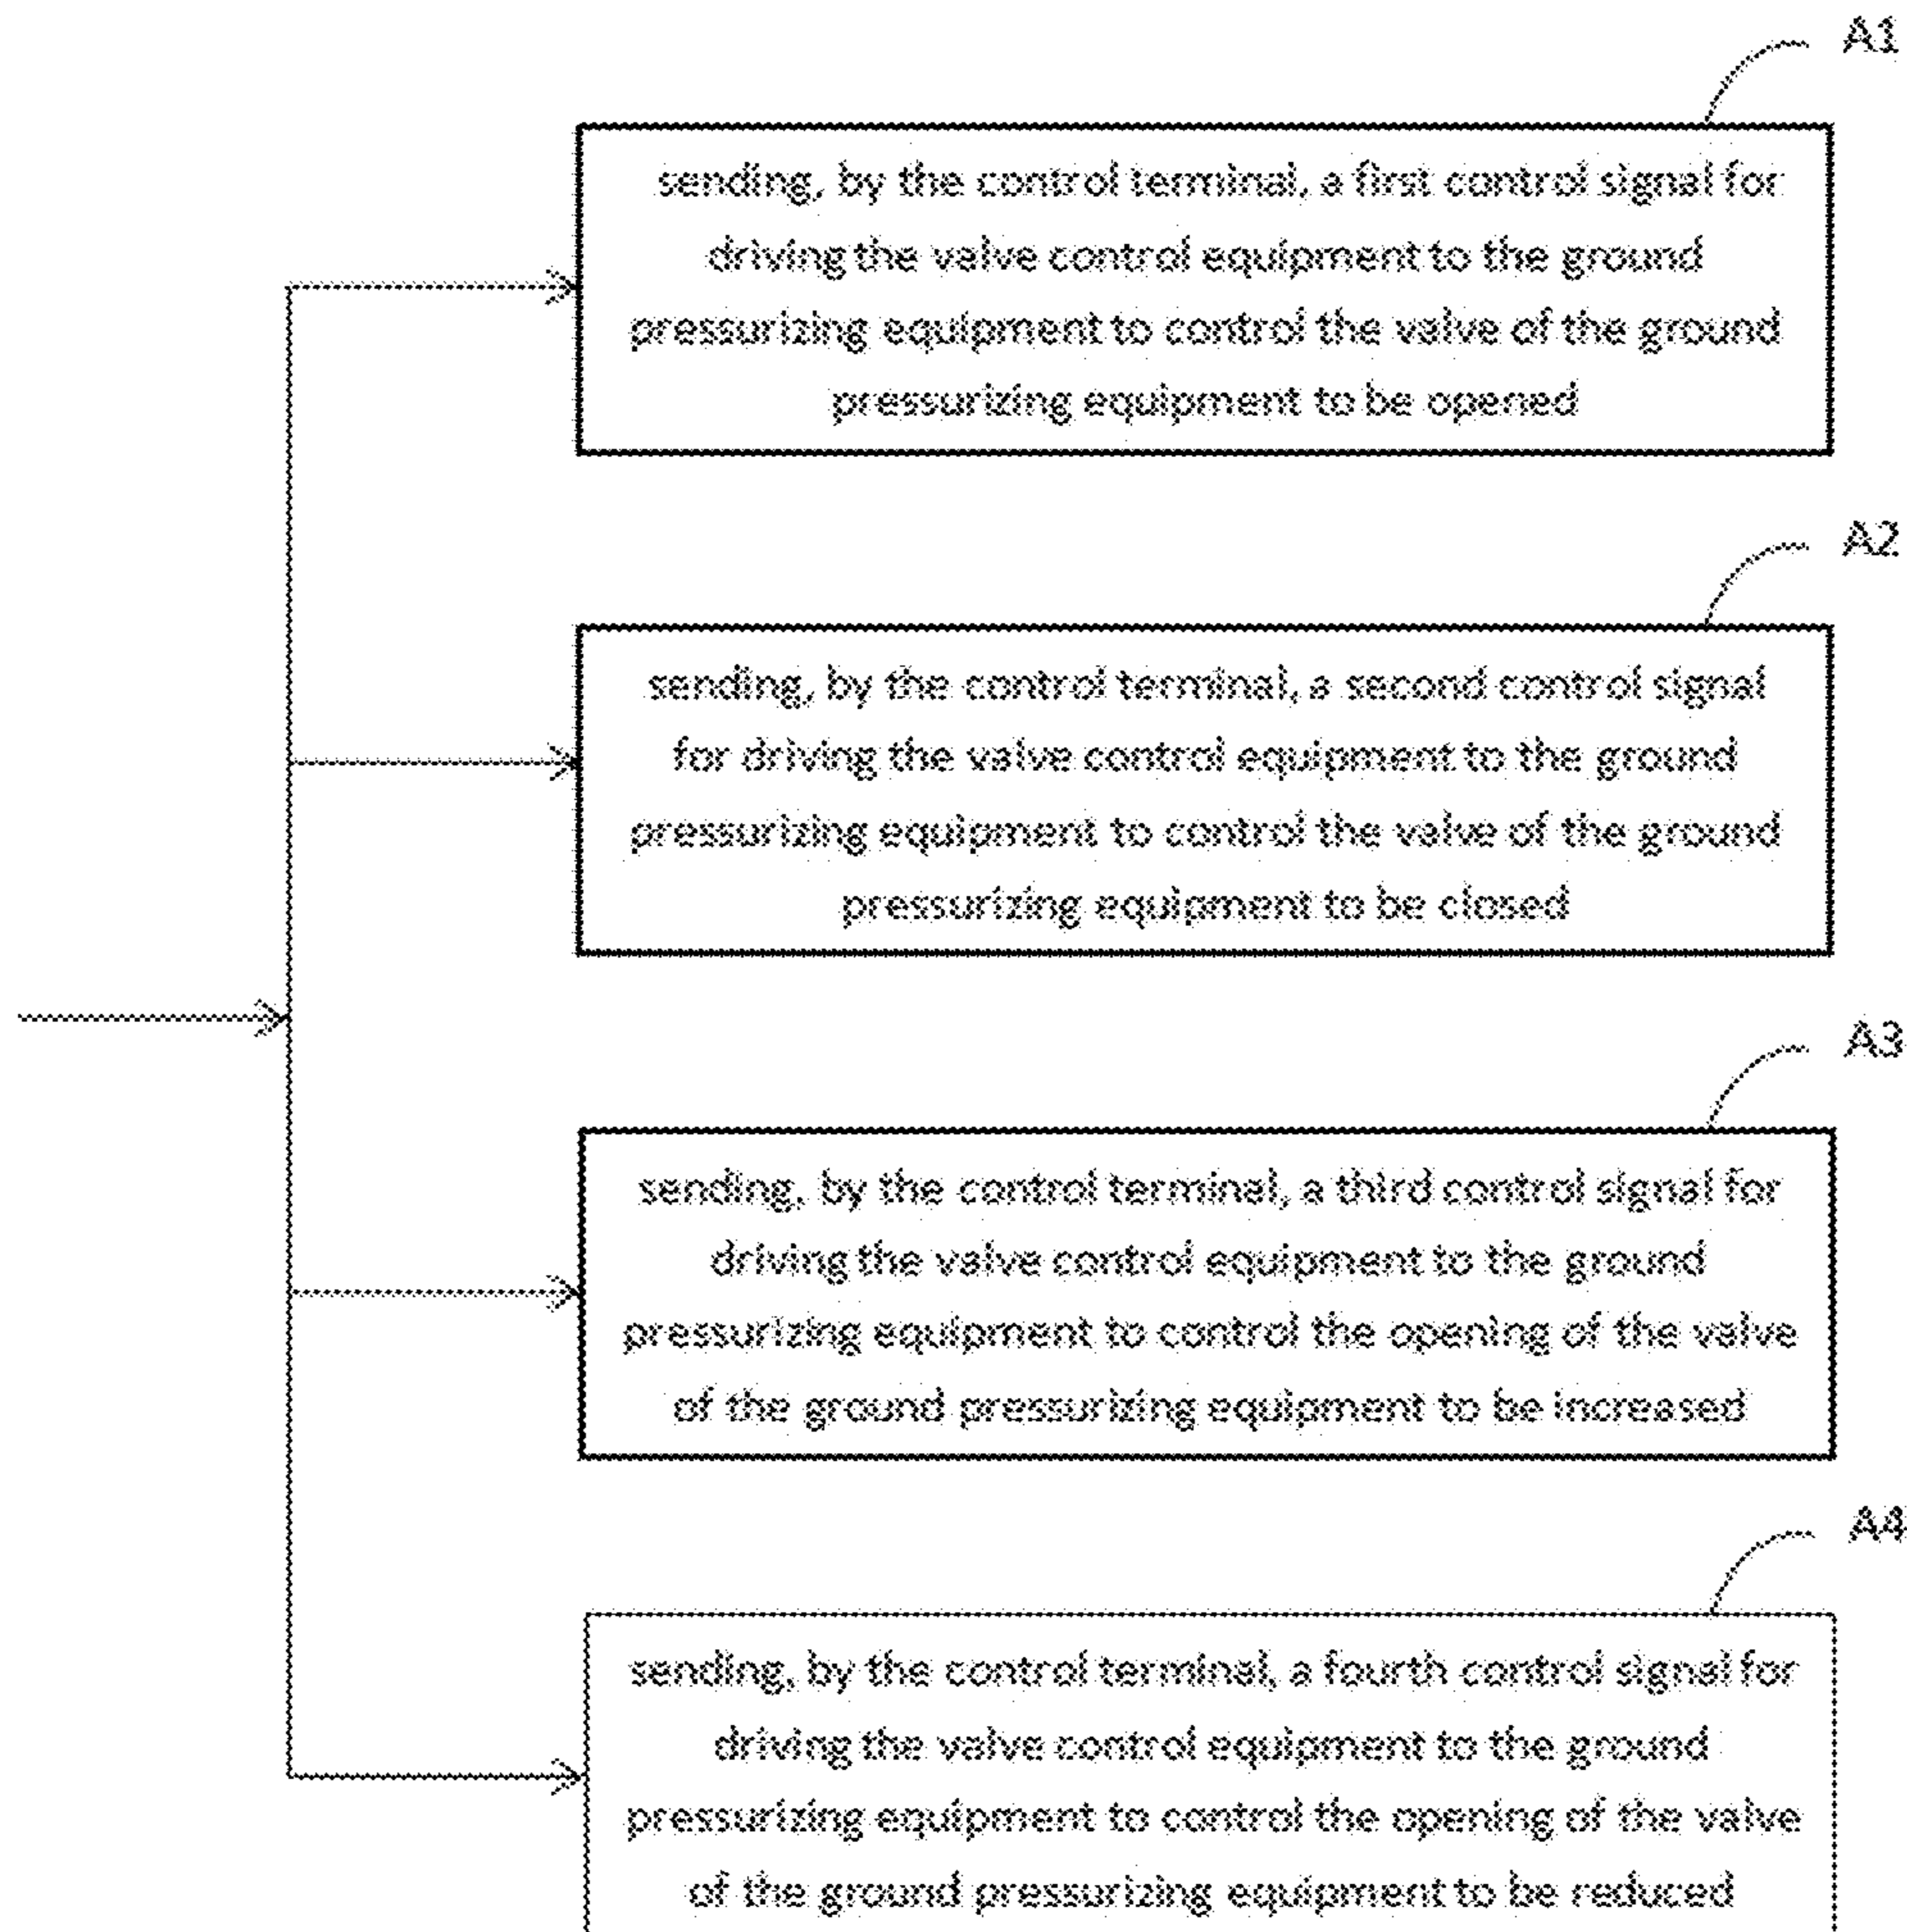 A1
sending, by the control terminal, a first control signal for
driving the valve control equipment to the ground
pressurizing equipment to control the valve of the ground
pressurizing equipment to be opened
A2
sending, by the control terminal, a second control signal
for driving the valve control equipment to the ground
pressurizing equipment to control the valve of the ground
pressurizing equipment to be closed
A3
sending, by the control terminal, a third control signal for
driving the valve control equipment to the ground
pressurizing equipment to control the opening of the valve
of the ground pressurizing equipment to be increased
A4
sending, by the control terminal, a fourth control signal for
driving the valve control equipment to the ground
pressurizing equipment to control the opening of the valve
of the ground pressurizing equipment to be reduced